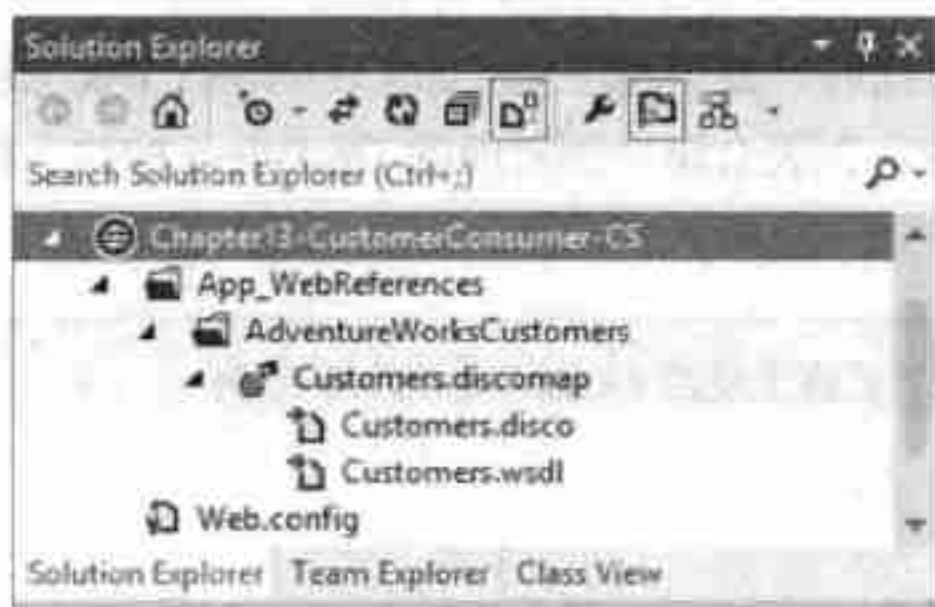 Solution Explorer
Search Solution Explorer (Ctrl+;)
Chapter13-CustomerConsumer-CS
App_WebReferences
AdventureWorksCustomers
Customers.discomap
Customers.disco
Customers.wsdl
Web.config
Solution Explorer Team Explorer Class View